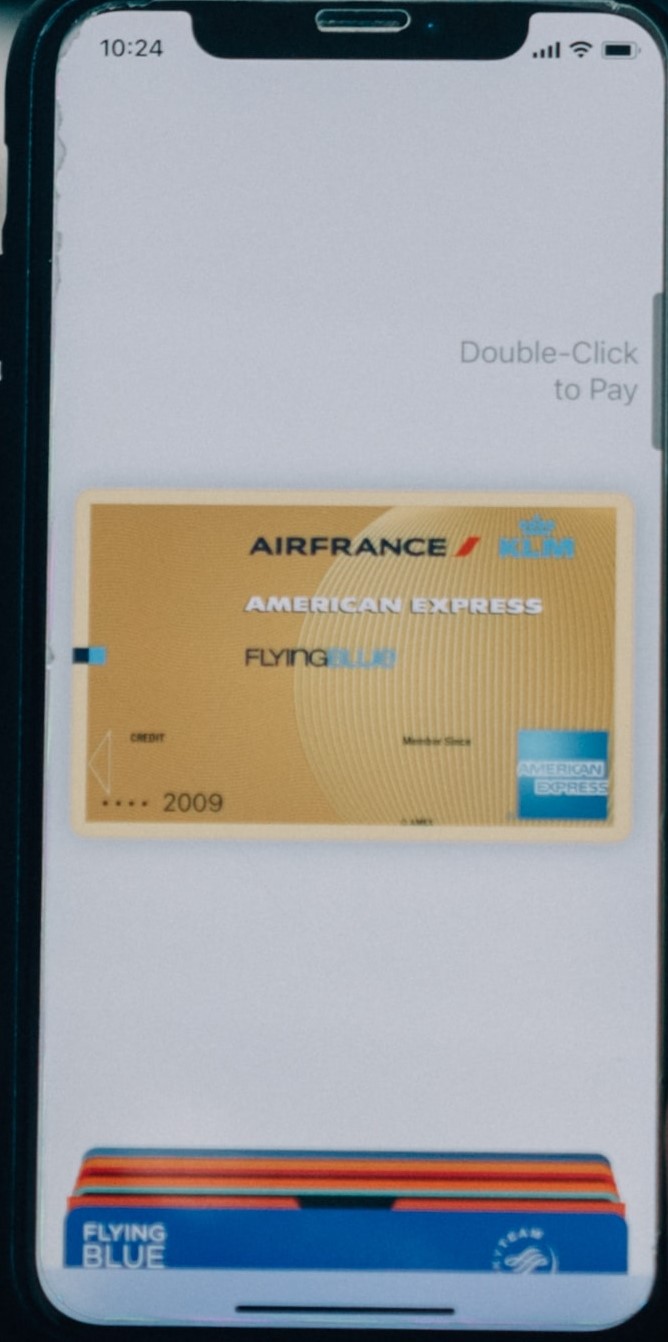 10:24
Double-Click
to Pay
AIRFRANCE KLM
AMERICAN EXPRESS
FLYINGBLUE
CREDIT
Member Since
AMERICAN
EXPRESS
•••• 2009
FLYING
BLUE
SKYTEAM